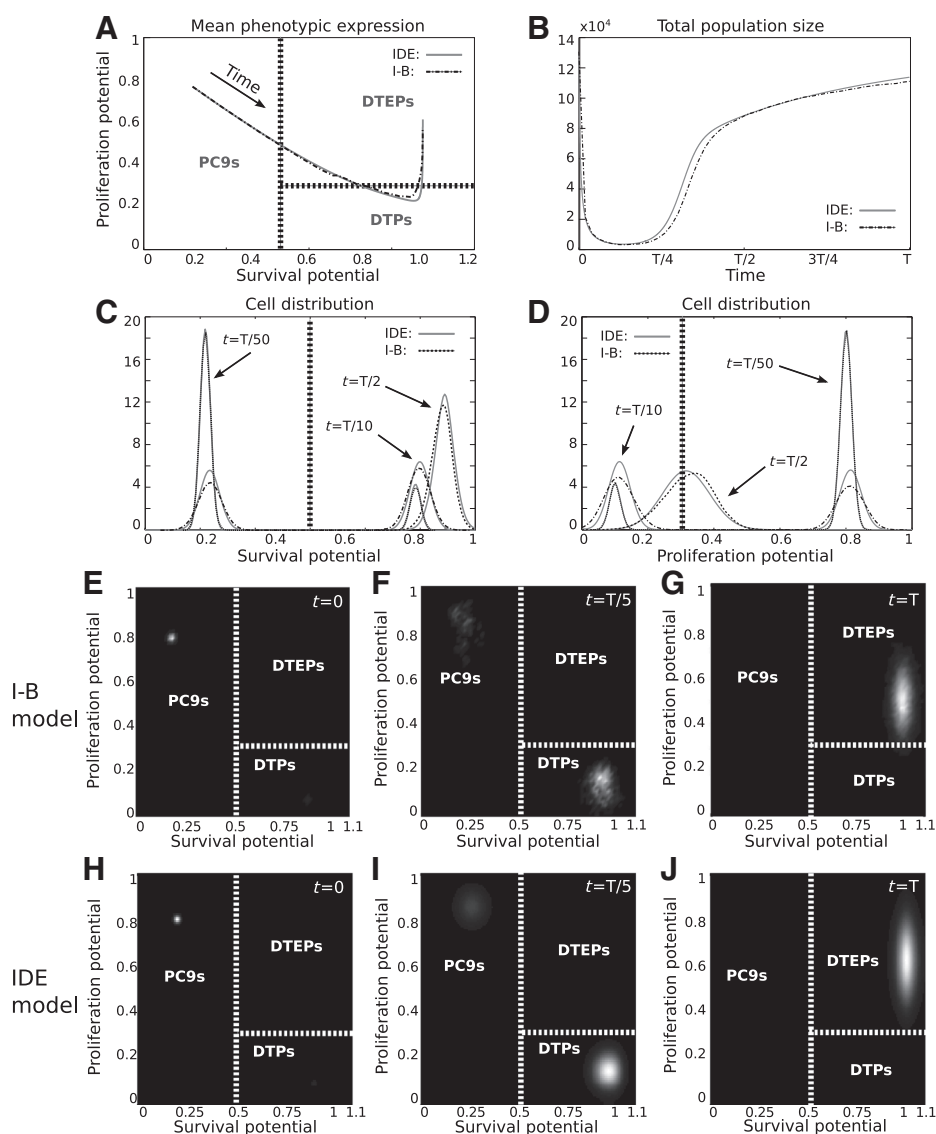 A
Mean phenotypic expression
Proliferation potential
1
0.8
0.6
0.4
0.2
0
IDE:
I-B:
Time
DTEPs
PC9s
DTPs
0 0.2 0.6 0.8 1.0 1.2
Survival potential
B
Total population size
x10⁴
14
12
10
8
6
4
2
0
IDE:
I-B:
0 T/4 T/2 3T/4 T
Time
C
Cell distribution
20
16
12
8
4
0
IDE:
I-B:
t=T/50
t=T/2
t=T/10
0.2 0.6 0.8 1
Survival potential
D
Cell distribution
20
16
12
8
4
0
IDE:
I-B:
t=T/50
t=T/10
t=T/2
0 0.2 0.4 0.6 0.8 1
Proliferation potential
I-B
model
E
Proliferation potential
1
0.8
0.6
0.4
0.2
0
t=0
DTEPs
PC9s
DTPs
0 0.25 0.5 0.75 1 1.1
Survival potential
F
Proliferation potential
1
0.8
0.6
0.4
0.2
0
t=T/5
DTEPs
PC9s
DTPs
0 0.25 0.5 0.75 1 1.1
Survival potential
G
Proliferation potential
1
0.8
0.6
0.4
0.2
0
t=T
DTEPs
PC9s
DTPs
0 0.25 0.5 0.75 1 1.1
Survival potential
IDE
model
H
Proliferation potential
1
0.8
0.6
0.4
0.2
0
t=0
DTEPs
PC9s
DTPs
0 0.25 0.5 0.75 1 1.1
Survival potential
I
Proliferation potential
1
0.8
0.6
0.4
0.2
0
t=T/5
DTEPs
PC9s
DTPs
0 0.25 0.5 0.75 1 1.1
Survival potential
J
Proliferation potential
1
0.8
0.6
0.4
0.2
0
t=T
PC9s
DTEPs
DTPs
0 0.25 0.5 0.75 1 1.1
Survival potential